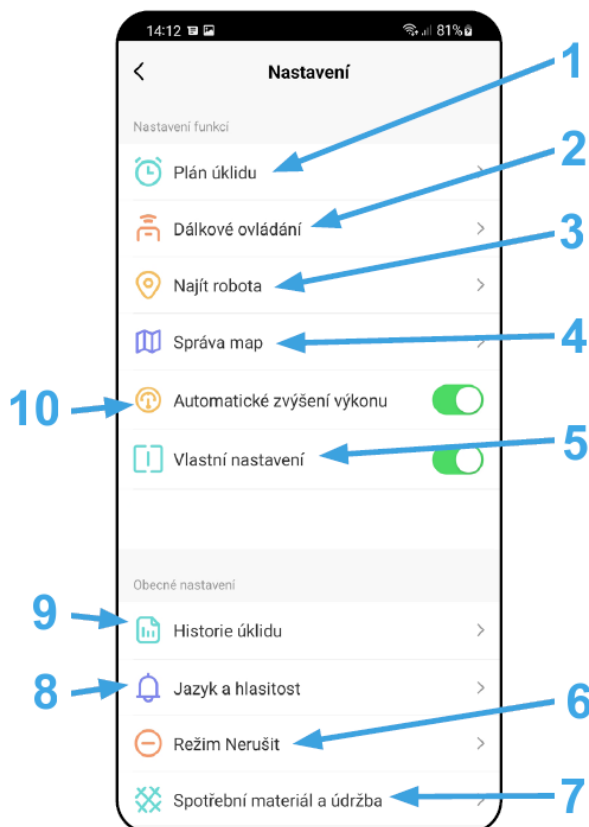 14:12 81%
Nastavení
1
Nastavení funkcí
Plán úklidu
2
Dálkové ovládání
3
Najít robota
Správa map
4
10
Automatické zvýšení výkonu
5
Vlastní nastavení
Obecné nastavení
9
Historie úklidu
8
Jazyk a hlasitost
6
Režim Nerušit
7
Spotřební materiál a údržba